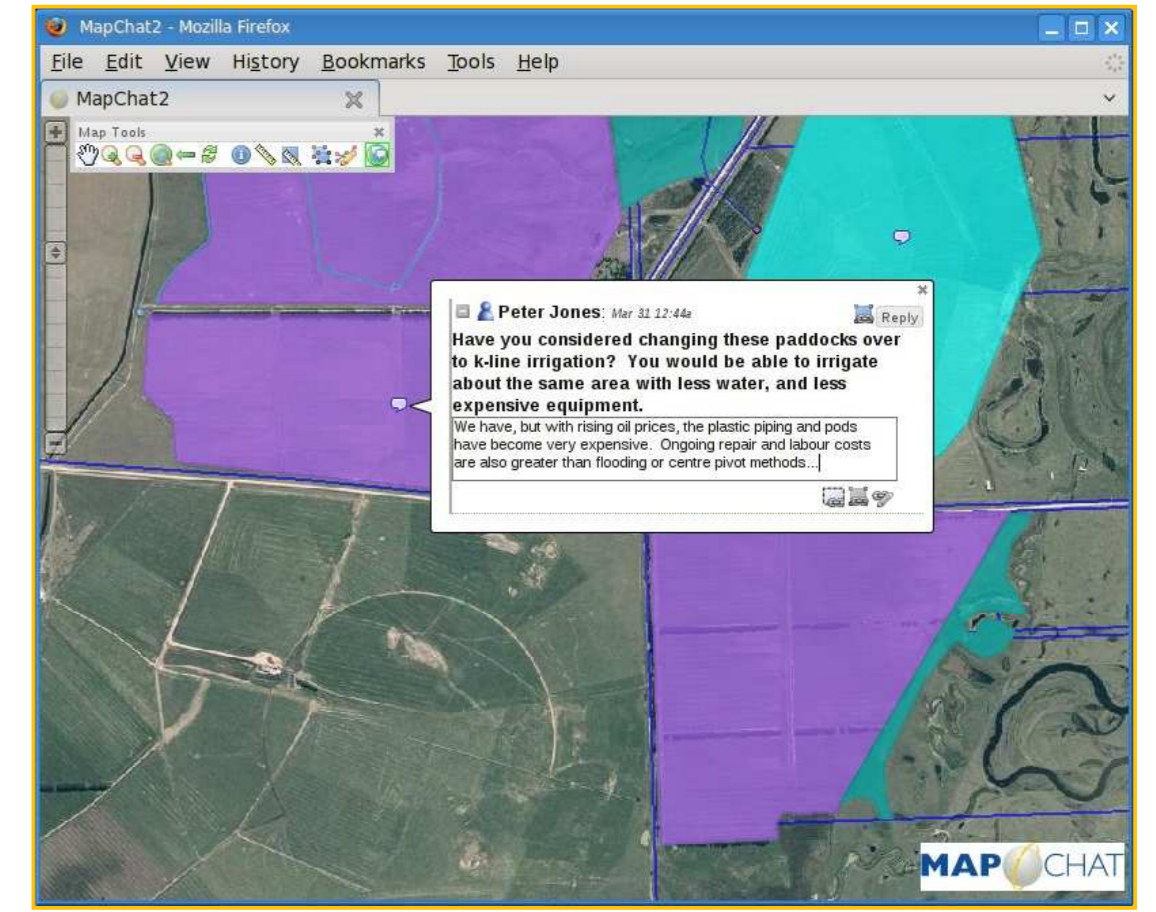 MapChat2 - Mozilla Firefox
File Edit View History Bookmarks Tools Help
MapChat2
Map Tools
Peter Jones: Mar 31 12:44a
Reply
Have you considered changing these paddocks over
to k-line irrigation? You would be able to irrigate
about the same area with less water, and less
expensive equipment.
We have, but with rising oil prices, the plastic piping and pods
have become very expensive. Ongoing repair and labour costs
are also greater than flooding or centre pivot methods...
MAP CHAT